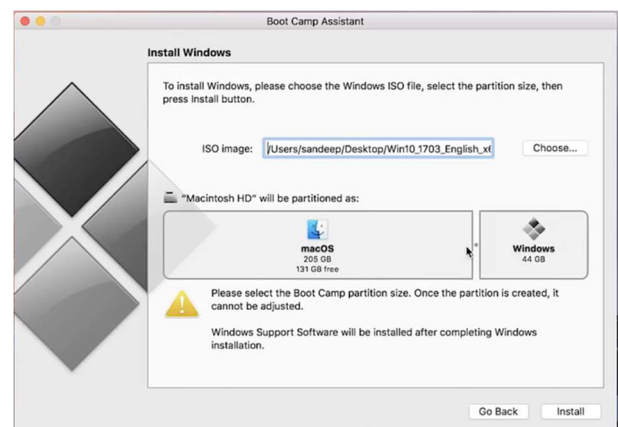 Boot Camp Assistant
Install Windows
To install Windows, please choose the Windows ISO file, select the partition size, then
press Install button.
ISO image: /Users/sandeep/Desktop/Win10_1703_English_x Choose...
"Macintosh HD" will be partitioned as:
macOS
205 GB
131 GB free
Windows
44 GB
Please select the Boot Camp partition size. Once the partition is created, it
cannot be adjusted.
Windows Support Software will be installed after completing Windows
installation.
Go Back Install